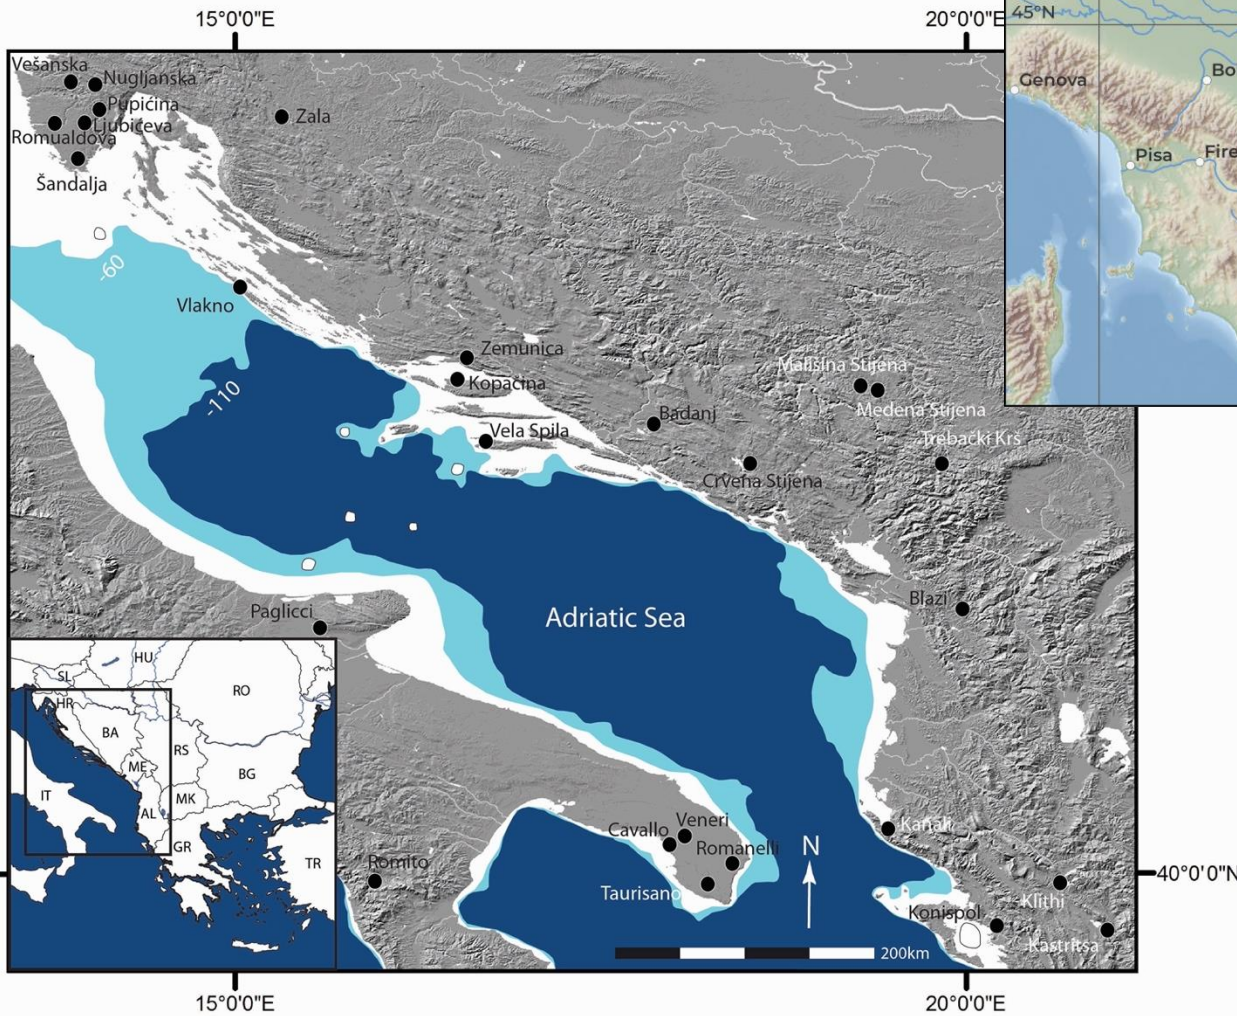 15°0'0"E
20°0'0"E
45°N
Genova
Bo
Pisa
Fire
Vešanska
Nugljanska
Pupićina
Ljubićeva
Romualdova
Šandalja
Zala
-60
Vlakno
-110
Zemunica
Kopačina
Vela Spila
Badanj
Mališina Stijena
Medena Stijena
Trebački Krš
Crvena Stijena
Paglicci
Adriatic Sea
Blazi
HU
SL
HR
RO
BA
RS
ME
BG
IT
MK
AL
GR
TR
Cavallo
Veneri
Romanelli
Taurisano
Romito
N
Kanali
Klithi
Konispol
Kastritsa
200km
40°0'0"N
15°0'0"E
20°0'0"E